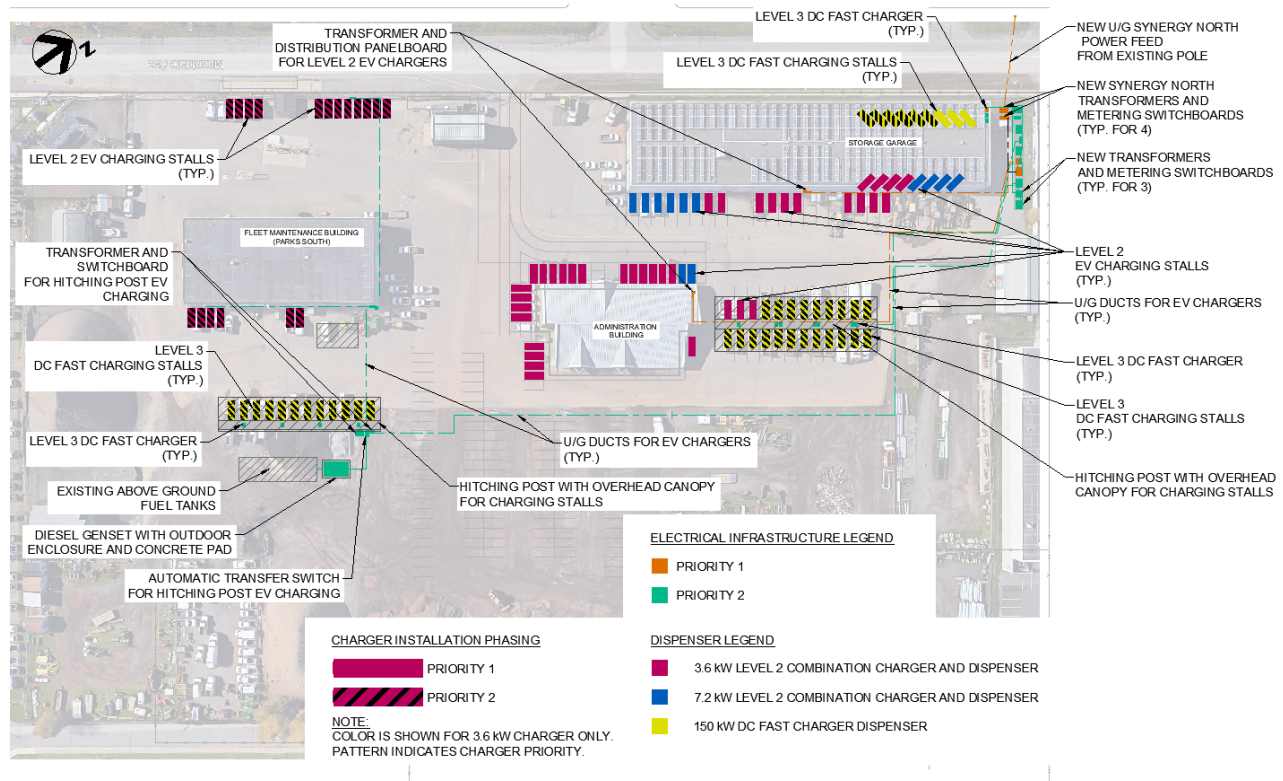 LEVEL 3 DC FAST CHARGER
(TYP.)
TRANSFORMER AND
DISTRIBUTION PANELBOARD
FOR LEVEL 2 EV CHARGERS
NEW U/G SYNERGY NORTH
POWER FEED
FROM EXISTING POLE
Z
Mountdale Ave
LEVEL 3 DC FAST CHARGING STALLS
(TYP.)
NEW SYNERGY NORTH
TRANSFORMERS AND
METERING SWITCHBOARDS
(TYP. FOR 4)
STORAGE GARAGE
LEVEL 2 EV CHARGING STALLS
(TYP.)
NEW TRANSFORMERS
AND METERING SWITCHBOARDS
(TYP. FOR 3)
FLEET MAINTENANCE BUILDING
(PARKS SOUTH)
TRANSFORMER AND
SWITCHBOARD
FOR HITCHING POST EV
CHARGING
LEVEL 2
EV CHARGING STALLS
(TYP.)
U/G DUCTS FOR EV CHARGERS
(TYP.)
ADMINISTRATION
BUILDING
LEVEL 3
DC FAST CHARGING STALLS
(TYP.)
LEVEL 3 DC FAST CHARGER
(TYP.)
LEVEL 3
DC FAST CHARGING STALLS
(TYP.)
LEVEL 3 DC FAST CHARGER
(TYP.)
U/G DUCTS FOR EV CHARGERS
(TYP.)
HITCHING POST WITH OVERHEAD
CANOPY FOR CHARGING STALLS
EXISTING ABOVE GROUND
FUEL TANKS
HITCHING POST WITH OVERHEAD CANOPY
FOR CHARGING STALLS
DIESEL GENSET WITH OUTDOOR
ENCLOSURE AND CONCRETE PAD
AUTOMATIC TRANSFER SWITCH
FOR HITCHING POST EV CHARGING
ELECTRICAL INFRASTRUCTURE LEGEND
PRIORITY 1
PRIORITY 2
CHARGER INSTALLATION PHASING
PRIORITY 1
PRIORITY 2
NOTE:
COLOR IS SHOWN FOR 3.6 kW CHARGER ONLY.
PATTERN INDICATES CHARGER PRIORITY.
DISPENSER LEGEND
3.6 kW LEVEL 2 COMBINATION CHARGER AND DISPENSER
7.2 kW LEVEL 2 COMBINATION CHARGER AND DISPENSER
150 kW DC FAST CHARGER DISPENSER